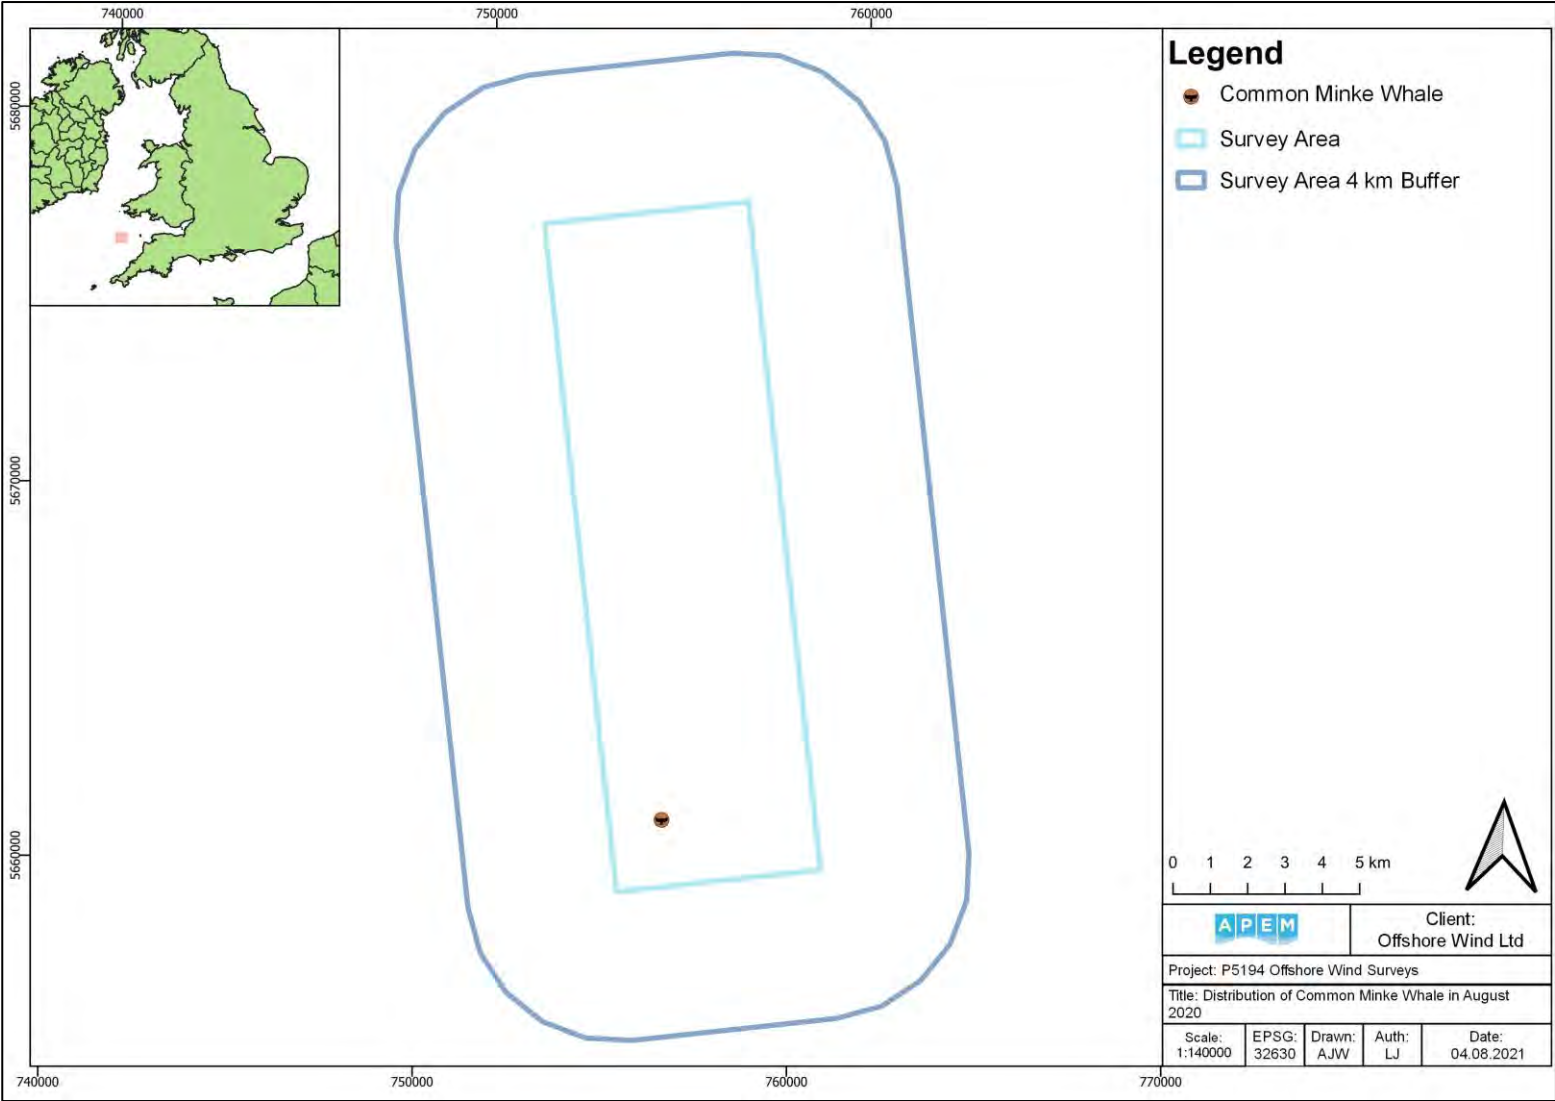 740000 750000 760000
5680000
5670000
5660000
Legend
Common Minke Whale
Survey Area
Survey Area 4 km Buffer
0 1 2 3 4 5 km
APEM
Client:
Offshore Wind Ltd
Project: P5194 Offshore Wind Surveys
Title: Distribution of Common Minke Whale in August
2020
Scale: EPSG: Drawn: Auth: Date:
1:140000 32630 AJW LJ 04.08.2021
740000 750000 760000 770000